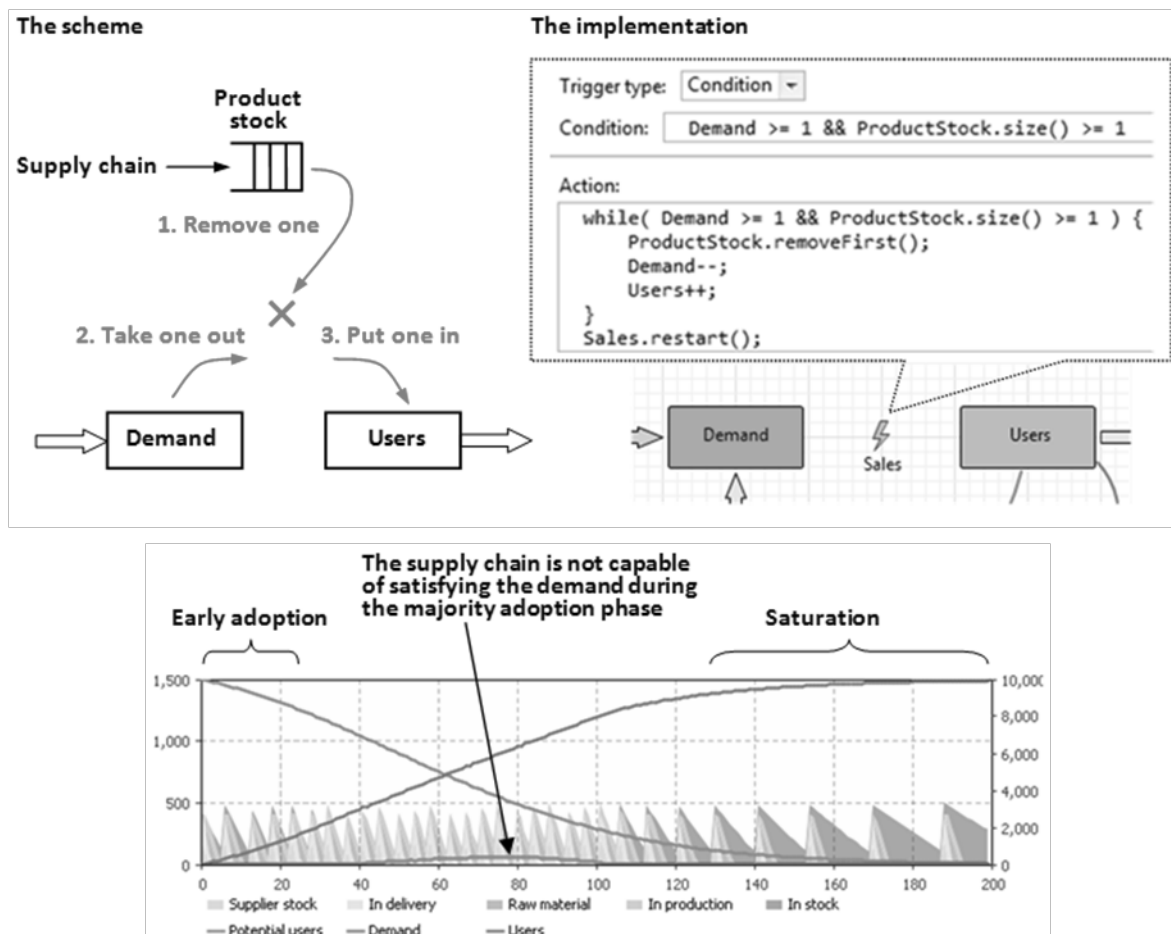 The scheme
Product
stock
Supply chain
1. Remove one
2. Take one out
3. Put one in
Demand
Users
The implementation
Trigger type: Condition
Condition: Demand >= 1 && ProductStock.size() >= 1
Action:
while( Demand >= 1 && ProductStock.size() >= 1 ) {
ProductStock.removeFirst();
Demand--;
Users++;
}
Sales.restart();
Demand
Sales
Users
The supply chain is not capable
of satisfying the demand during
the majority adoption phase
Early adoption
Saturation
1,500
1,000
500
0
10,000
8,000
6,000
4,000
2,000
0
0 20 40 60 80 100 120 140 160 180 200
Supplier stock In delivery Raw material In production In stock
Potential users Demand Users